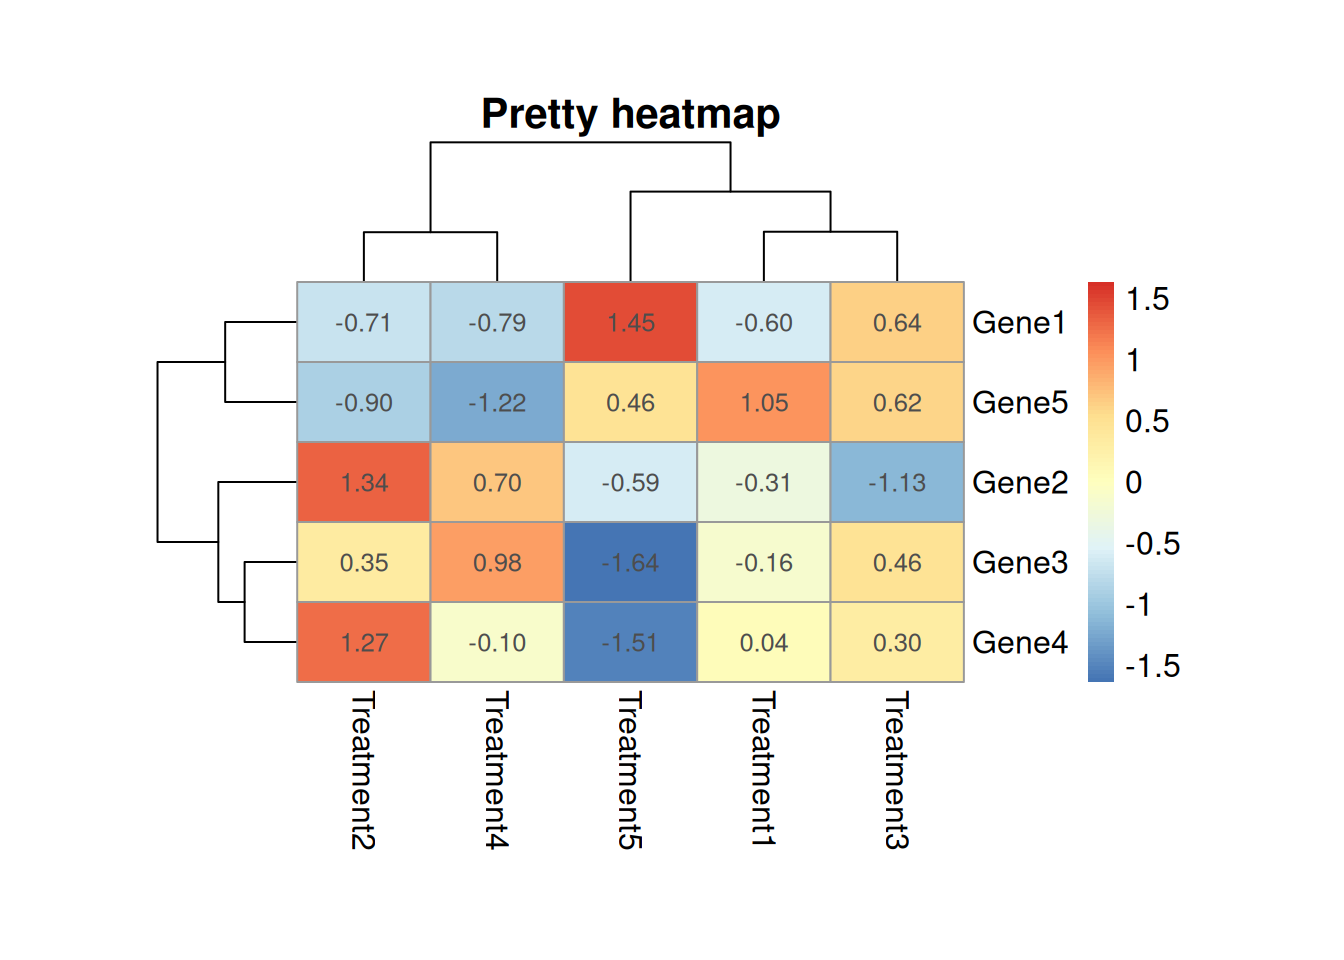 Pretty heatmap
-0.71 -0.79 1.45 -0.60 0.64 Gene1
-0.90 -1.22 0.46 1.05 0.62 Gene5
1.34 0.70 -0.59 -0.31 -1.13 Gene2
0.35 0.98 -1.64 -0.16 0.46 Gene3
1.27 -0.10 -1.51 0.04 0.30 Gene4
Treatment2
Treatment4
Treatment5
Treatment1
Treatment3
1.5
1
0.5
0
-0.5
-1
-1.5